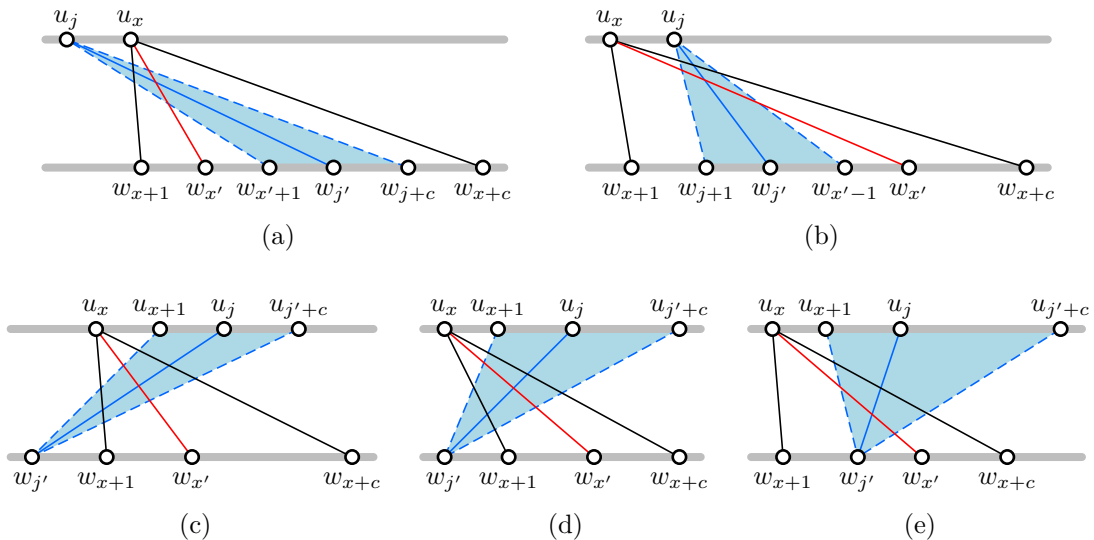 u_j u_x u_x u_j
w_{x+1} w_{x'} w_{x'+1} w_{j'} w_{j+c} w_{x+c} w_{x+1} w_{j+1} w_{j'} w_{x'-1} w_{x'} w_{x+c}
(a) (b)
u_x u_{x+1} u_j u_{j'+c} u_x u_{x+1} u_j u_{j'+c} u_x u_{x+1} u_j u_{j'+c}
w_{j'} w_{x+1} w_{x'} w_{x+c} w_{j'} w_{x+1} w_{x'} w_{x+c} w_{x+1} w_{j'} w_{x'} w_{x+c}
(c) (d) (e)